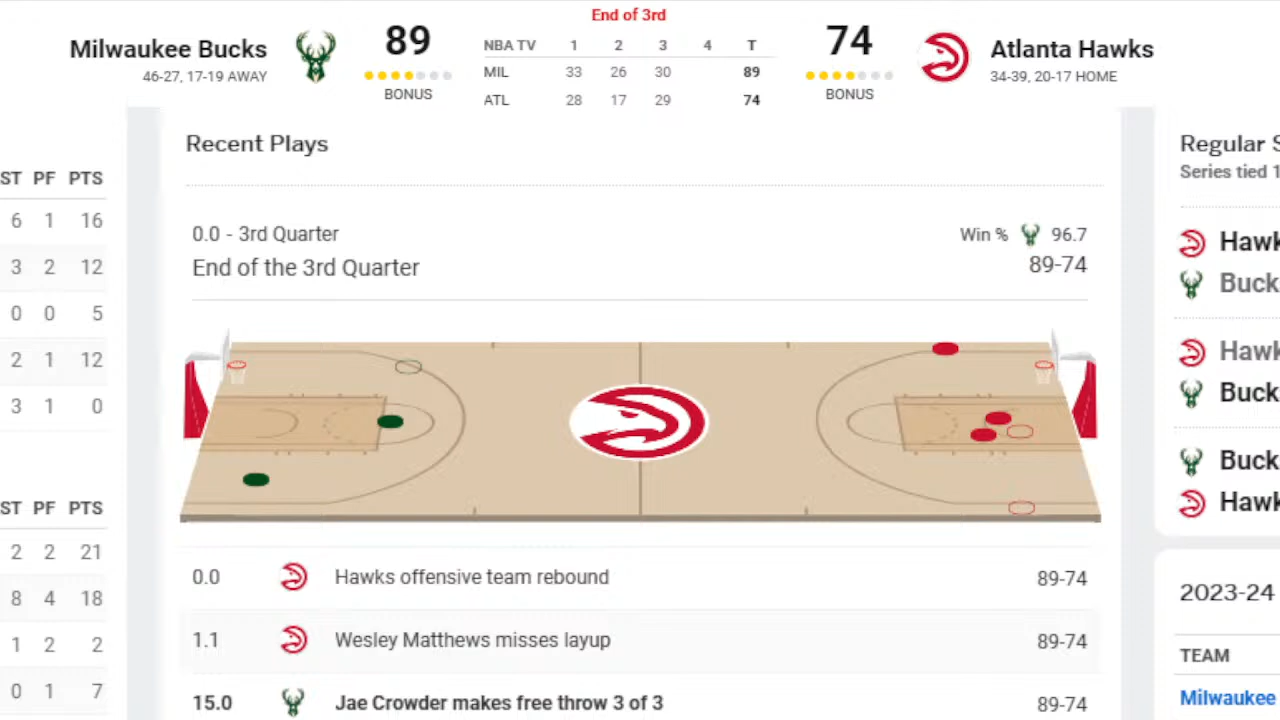 End of 3rd
Milwaukee Bucks
46-27, 17-19 AWAY
89
BONUS
NBA TV 1 2 3 4 T
MIL 33 26 30 89
ATL 28 17 29 74
74
BONUS
Atlanta Hawks
34-39, 20-17 HOME
ST PF PTS
6 1 16
3 2 12
0 0 5
2 1 12
3 1 0
ST PF PTS
2 2 21
8 4 18
1 2 2
0 1 7
Recent Plays
0.0 - 3rd Quarter
End of the 3rd Quarter
Win % 96.7
89-74
0.0 Hawks offensive team rebound 89-74
1.1 Wesley Matthews misses layup 89-74
15.0 Jae Crowder makes free throw 3 of 3 89-74
Regular S
Series tied 1
Hawk
Buck
Hawk
Buck
Buck
Hawk
2023-24
TEAM
Milwaukee